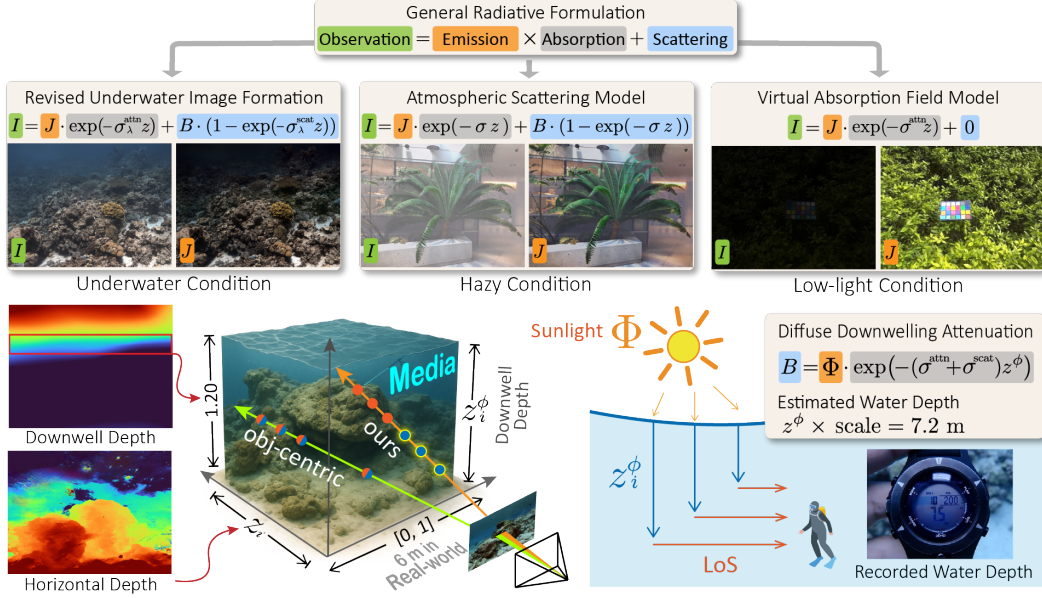 General Radiative Formulation
Observation = Emission × Absorption + Scattering
Revised Underwater Image Formation
I = J · exp(−σ_λ^attn z) + B · (1 − exp(−σ_λ^scat z))
I
J
Underwater Condition
Atmospheric Scattering Model
I = J · exp(−σ z) + B · (1 − exp(−σ z))
I
J
Hazy Condition
Virtual Absorption Field Model
I = J · exp(−σ^attn z) + 0
I
J
Low-light Condition
Downwell Depth
Horizontal Depth
1.20
Media
ours
obj-centric
z_i^ϕ
Downwell
Depth
z_i
[0, 1]
6 m in
Real-world
Sunlight Φ
z_i^ϕ
LoS
Diffuse Downwelling Attenuation
B = Φ · exp(−(σ^attn + σ^scat) z^ϕ)
Estimated Water Depth
z^ϕ × scale = 7.2 m
Recorded Water Depth